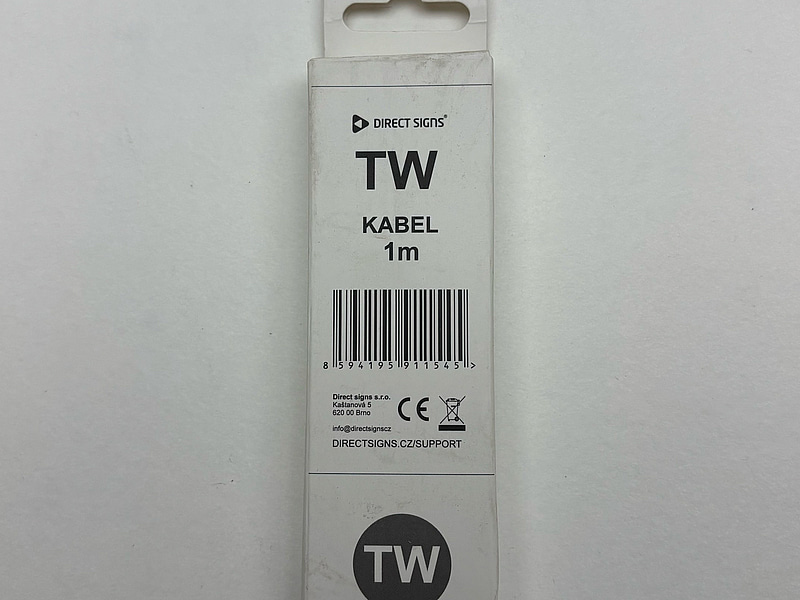 DIRECT SIGNS®
TW
KABEL
1m
8 594195 911545 >
Direct signs s.r.o.
Kaštanová 5
620 00 Brno
CE
info@directsignscz
DIRECTSIGNS.CZ/SUPPORT
TW